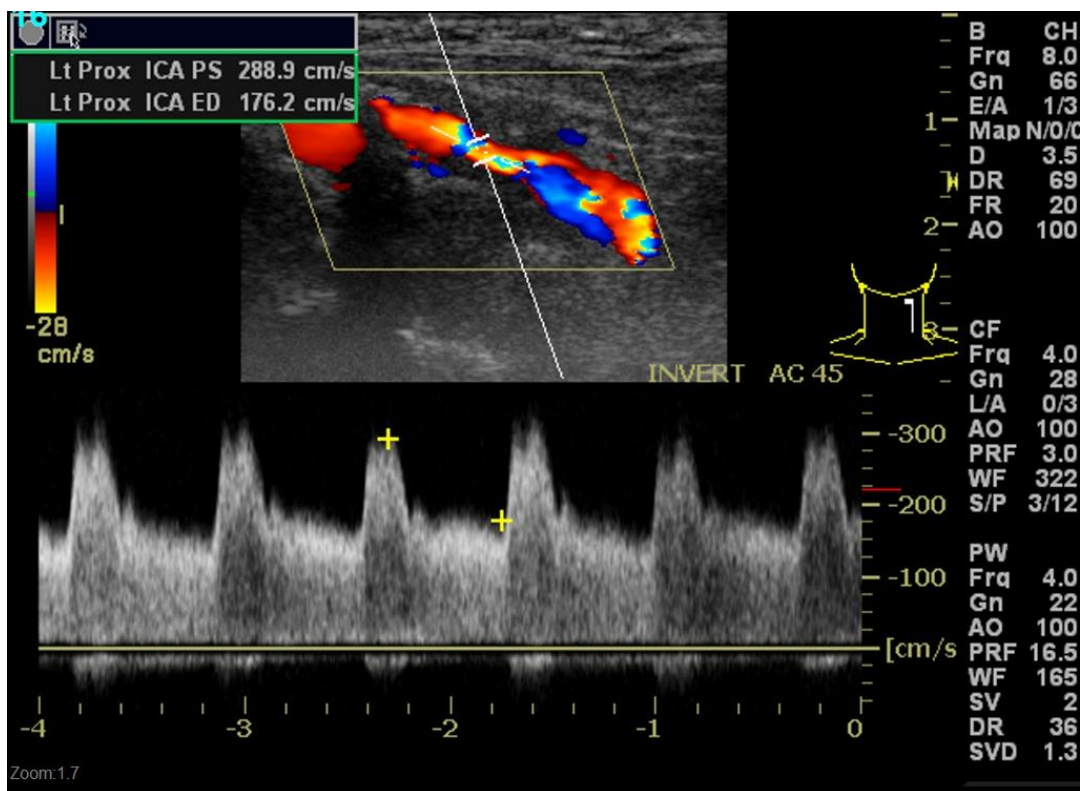 16
Lt Prox ICA PS 288.9 cm/s
Lt Prox ICA ED 176.2 cm/s
-28
cm/s
1
2
3
INVERT AC 45
B CH
Frq 8.0
Gn 66
E/A 1/3
Map N/0/0
D 3.5
DR 69
FR 20
AO 100
CF
Frq 4.0
Gn 28
L/A 0/3
AO 100
PRF 3.0
WF 322
S/P 3/12
PW
Frq 4.0
Gn 22
AO 100
PRF 16.5
WF 165
SV 2
DR 36
SVD 1.3
-300
-200
-100
[cm/s
-4 -3 -2 -1 0
Zoom:1.7